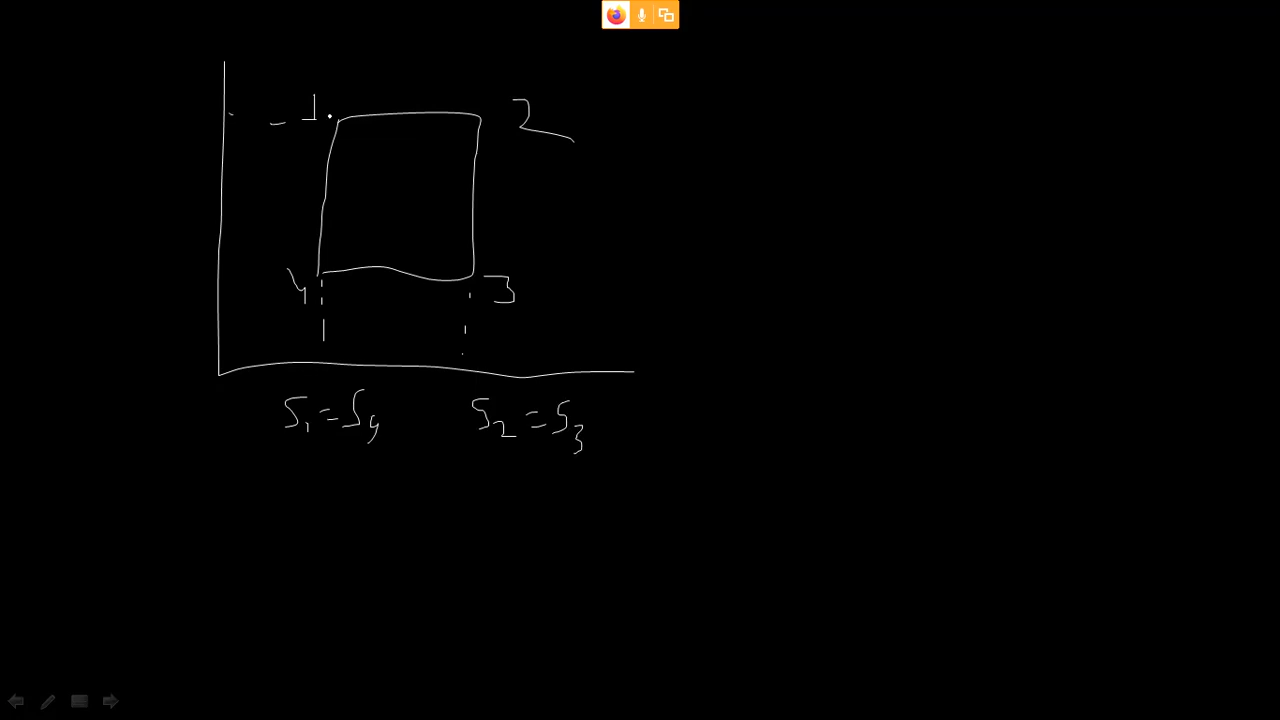 1 2
4 3
S₁ = S₄ S₂ = S₃